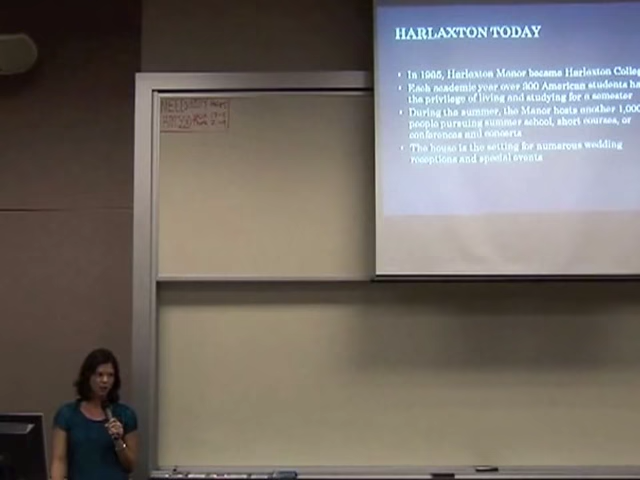 HARLAXTON TODAY
• In 1965, Harlaxton Manor became Harlaxton Colleg
• Each academic year over 300 American students ha
the privilege of living and studying for a semester
• During the summer, the Manor hosts another 1,000
people pursuing summer school, short courses, or
conferences and concerts
• The house is the setting for numerous wedding
receptions and special events